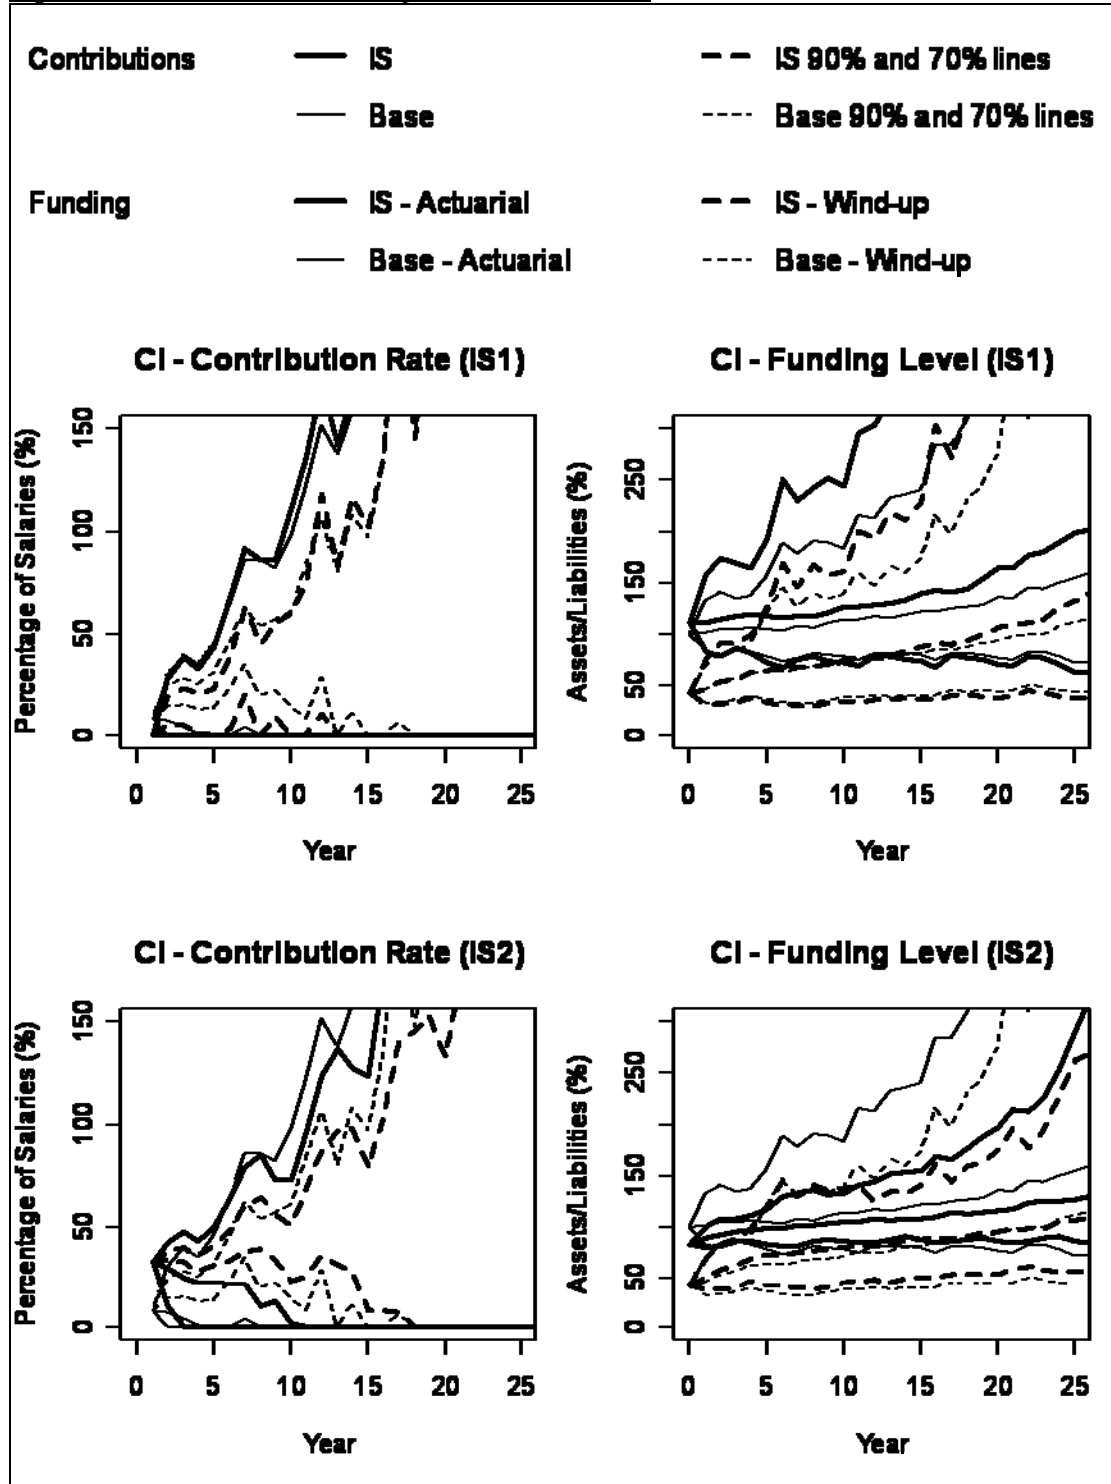 Contributions IS IS 90% and 70% lines
Base Base 90% and 70% lines
Funding IS - Actuarial IS - Wind-up
Base - Actuarial Base - Wind-up
CI - Contribution Rate (IS1)
Percentage of Salaries (%)
150
100
50
0
0 5 10 15 20 25
Year
CI - Funding Level (IS1)
Assets/Liabilities (%)
250
150
50
0
0 5 10 15 20 25
Year
CI - Contribution Rate (IS2)
Percentage of Salaries (%)
150
100
50
0
0 5 10 15 20 25
Year
CI - Funding Level (IS2)
Assets/Liabilities (%)
250
150
50
0
0 5 10 15 20 25
Year